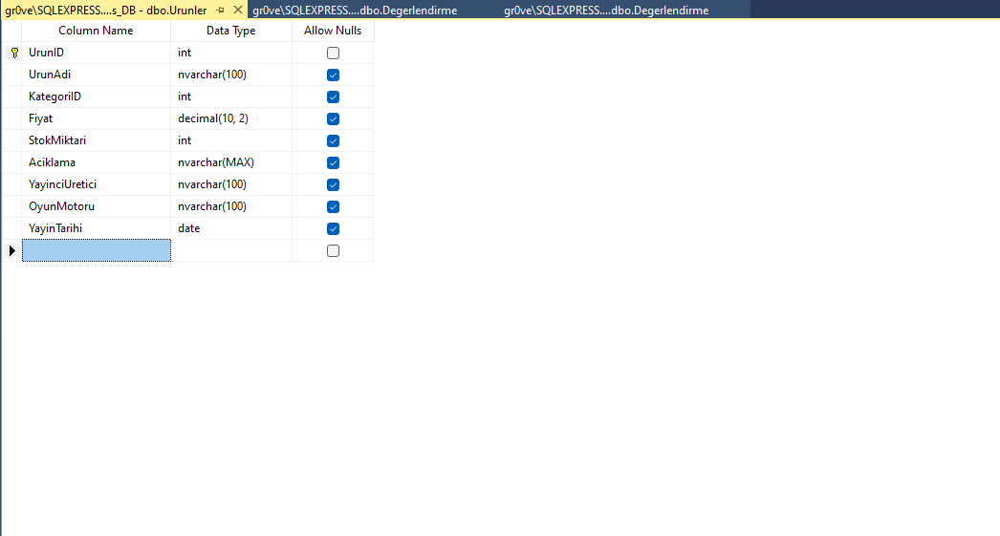 gr0ve\SQLEXPRESS....s_DB - dbo.Urunler gr0ve\SQLEXPRESS....dbo.Degerlendirme gr0ve\SQLEXPRESS....dbo.Degerlendirme
Column Name Data Type Allow Nulls
UrunID int
UrunAdi nvarchar(100)
KategoriID int
Fiyat decimal(10, 2)
StokMiktari int
Aciklama nvarchar(MAX)
YayinciUretici nvarchar(100)
OyunMotoru nvarchar(100)
YayinTarihi date